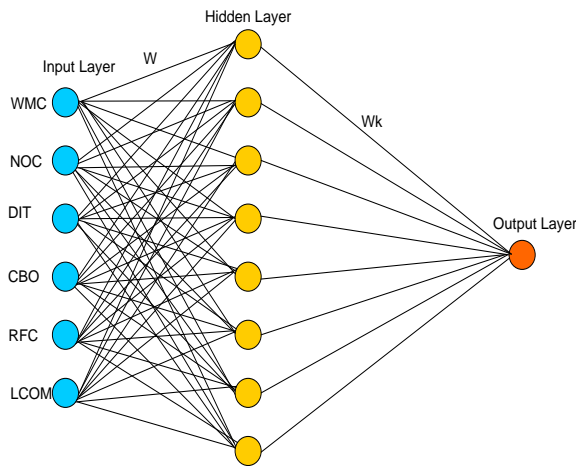 Hidden Layer
Input Layer
W
WMC
Wk
NOC
DIT
Output Layer
CBO
RFC
LCOM